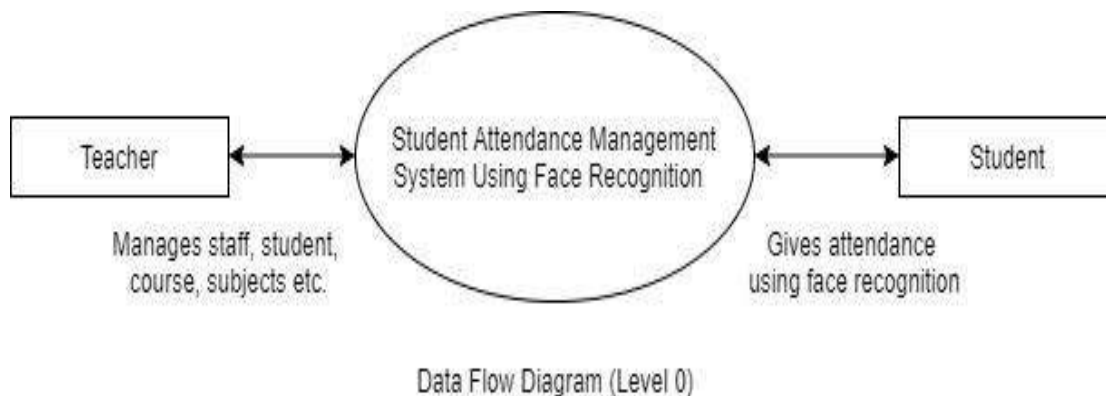 Teacher
Student Attendance Management
System Using Face Recognition
Student
Manages staff, student,
course, subjects etc.
Gives attendance
using face recognition
Data Flow Diagram (Level 0)